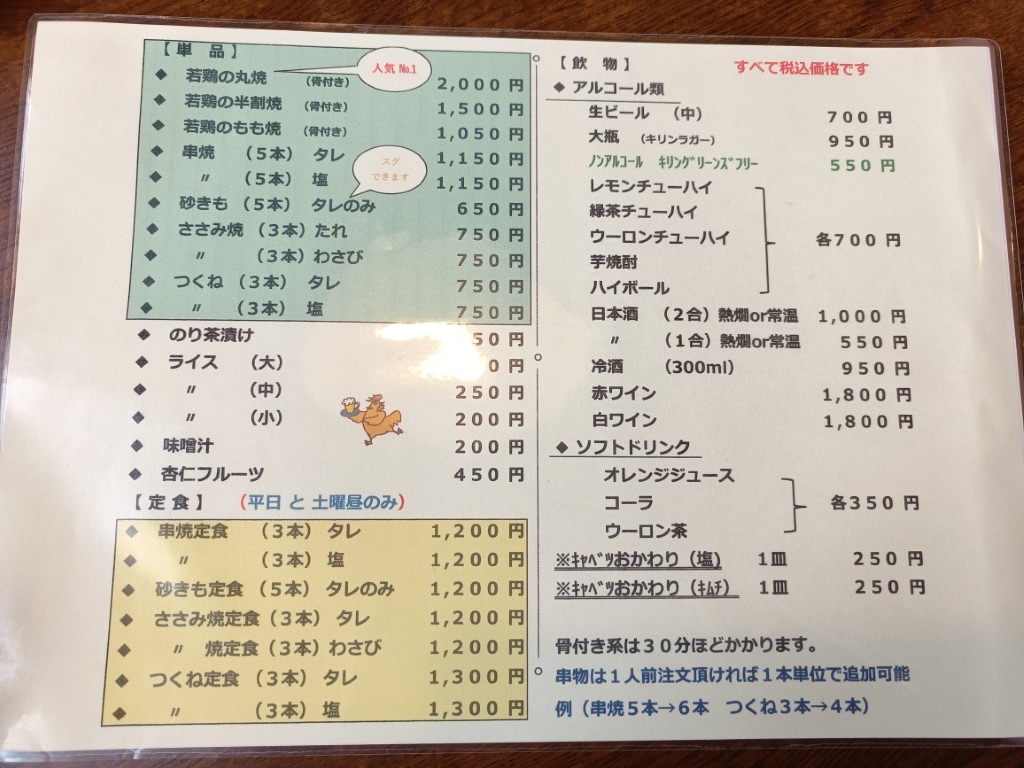 【単 品】
◆ 若鶏の丸焼 （骨付き） 2,000円
人気 №1
◆ 若鶏の半割焼 （骨付き） 1,500円
◆ 若鶏のもも焼 （骨付き） 1,050円
◆ 串焼 （５本） タレ 1,150円
◆ 〃 （５本） 塩 1,150円
スグ
できます
◆ 砂きも （５本） タレのみ 650円
◆ ささみ焼 （３本）たれ 750円
◆ 〃 （３本）わさび 750円
◆ つくね （３本） タレ 750円
◆ 〃 （３本） 塩 750円
◆ のり茶漬け 50円
◆ ライス （大） 0円
◆ 〃 （中） 250円
◆ 〃 （小） 200円
◆ 味噌汁 200円
◆ 杏仁フルーツ 450円
【定 食】 （平日 と 土曜昼のみ）
◆ 串焼定食 （３本） タレ 1,200円
◆ 〃 （３本） 塩 1,200円
◆ 砂きも定食 （５本） タレのみ 1,200円
◆ ささみ焼定食（３本） タレ 1,200円
◆ 〃 焼定食（３本） わさび 1,200円
◆ つくね定食 （３本） タレ 1,300円
◆ 〃 （３本） 塩 1,300円
【飲 物】 すべて税込価格です
◆ アルコール類
生ビール （中） 700円
大瓶 （キリンラガー） 950円
ﾉﾝｱﾙｺｰﾙ ｷﾘﾝｸﾞﾘｰﾝｽﾞﾌﾘｰ 550円
レモンチューハイ
緑茶チューハイ
ウーロンチューハイ 各700円
芋焼酎
ハイボール
日本酒 （２合）熱燗or常温 1,000円
〃 （１合）熱燗or常温 550円
冷酒 （300ml） 950円
赤ワイン 1,800円
白ワイン 1,800円
◆ ソフトドリンク
オレンジジュース
コーラ 各350円
ウーロン茶
※ｷｬﾍﾞﾂおかわり（塩） １皿 250円
※ｷｬﾍﾞﾂおかわり（ｷﾑﾁ） １皿 250円
骨付き系は３０分ほどかかります。
串物は１人前注文頂ければ１本単位で追加可能
例（串焼５本→６本 つくね３本→４本）